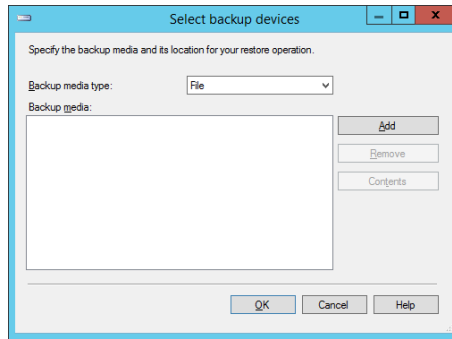 Select backup devices
Specify the backup media and its location for your restore operation.
Backup media type:
File
Backup media:
Add
Remove
Contents
OK
Cancel
Help